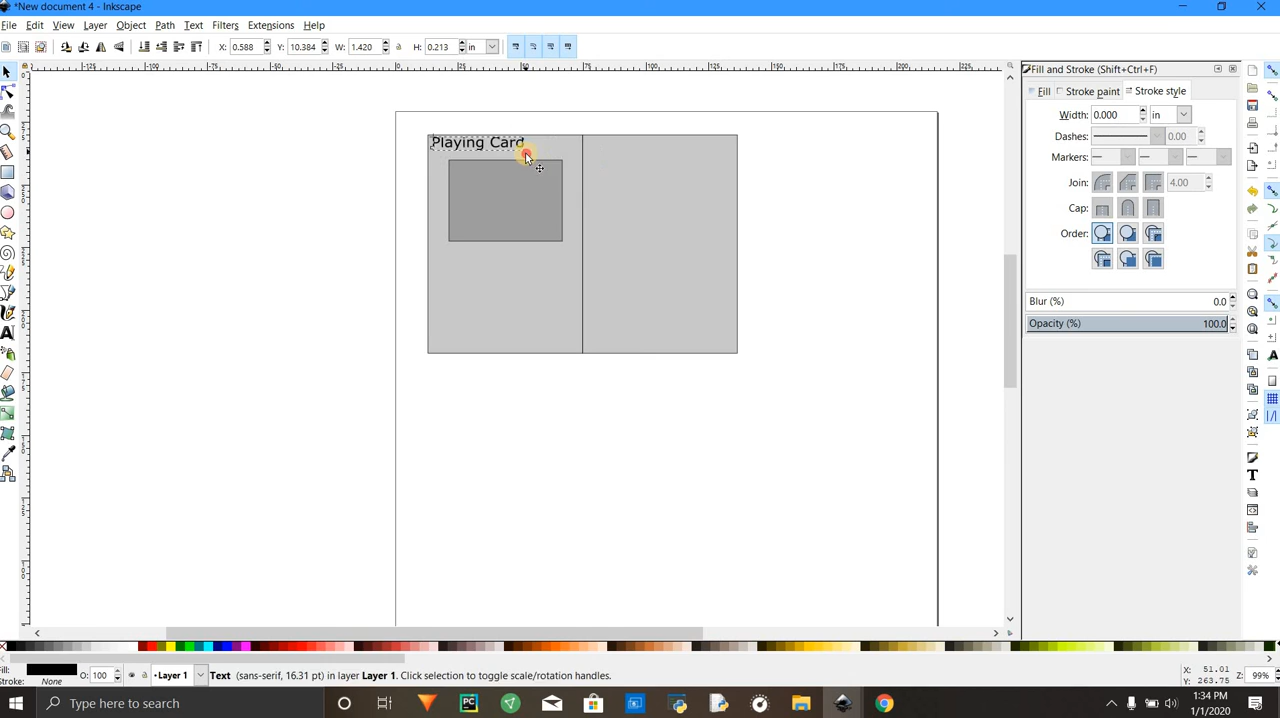 *New document 4 - Inkscape
File Edit View Layer Object Path Text Filters Extensions Help
X: 0.588 Y: 10.384 W: 1.420 H: 0.213 in
Fill and Stroke (Shift+Ctrl+F)
Fill Stroke paint Stroke style
Width: 0.000 in
Dashes: 0.00
Markers:
Join: 4.00
Cap:
Order:
Blur (%) 0.0
Opacity (%) 100.0
Playing Card
Fill: O: 100 Layer 1 Text (sans-serif, 16.31 pt) in layer Layer 1. Click selection to toggle scale/rotation handles.
Stroke: None
X: 51.01
Y: 263.75
Z: 99%
Type here to search
1:34 PM
1/1/2020